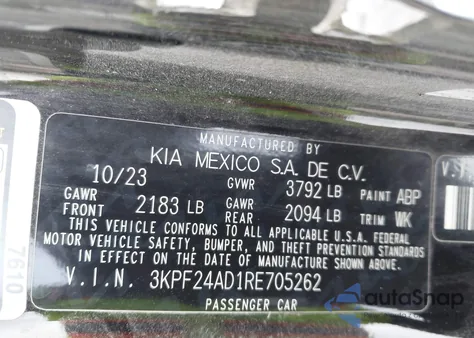 MANUFACTURED BY
KIA MEXICO S.A. DE C.V.
10/23 GVWR 3792 LB PAINT ABP
GAWR FRONT 2183 LB GAWR REAR 2094 LB TRIM WK
THIS VEHICLE CONFORMS TO ALL APPLICABLE U.S.A. FEDERAL
MOTOR VEHICLE SAFETY, BUMPER, AND THEFT PREVENTION STANDARDS
IN EFFECT ON THE DATE OF MANUFACTURE SHOWN ABOVE.
V.I.N. 3KPF24AD1RE705262
PASSENGER CAR
7610
autoSnap